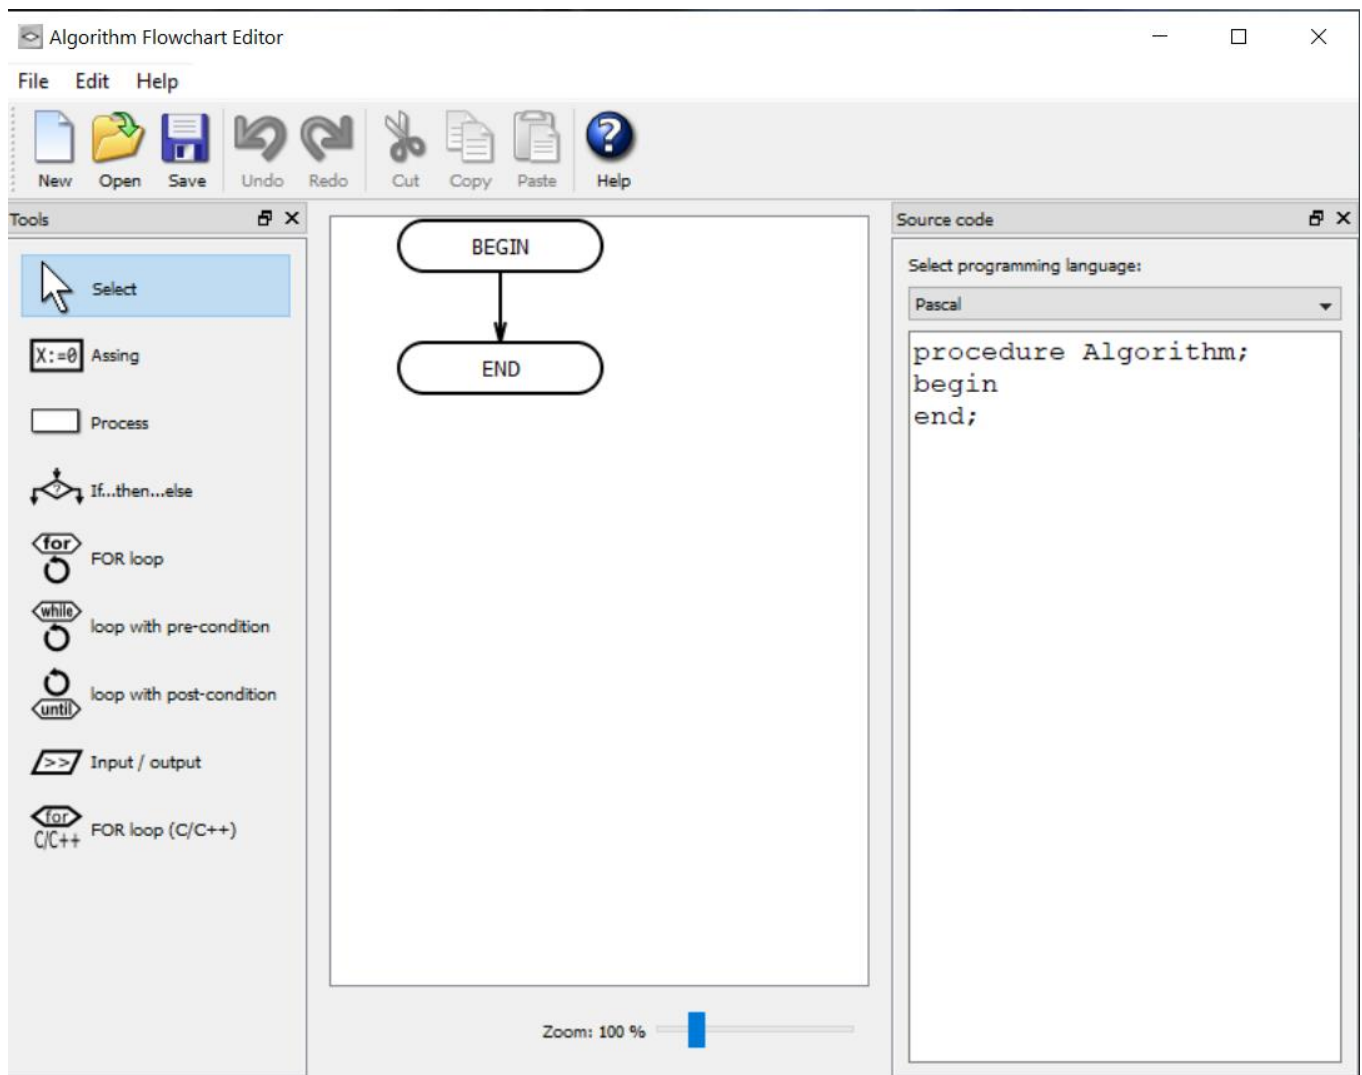 Algorithm Flowchart Editor
File Edit Help
New Open Save Undo Redo Cut Copy Paste Help
Tools
Select
X:=0 Assing
Process
? If...then...else
for FOR loop
while loop with pre-condition
until loop with post-condition
>> Input / output
for C/C++ FOR loop (C/C++)
BEGIN
END
Zoom: 100 %
Source code
Select programming language:
Pascal
procedure Algorithm;
begin
end;